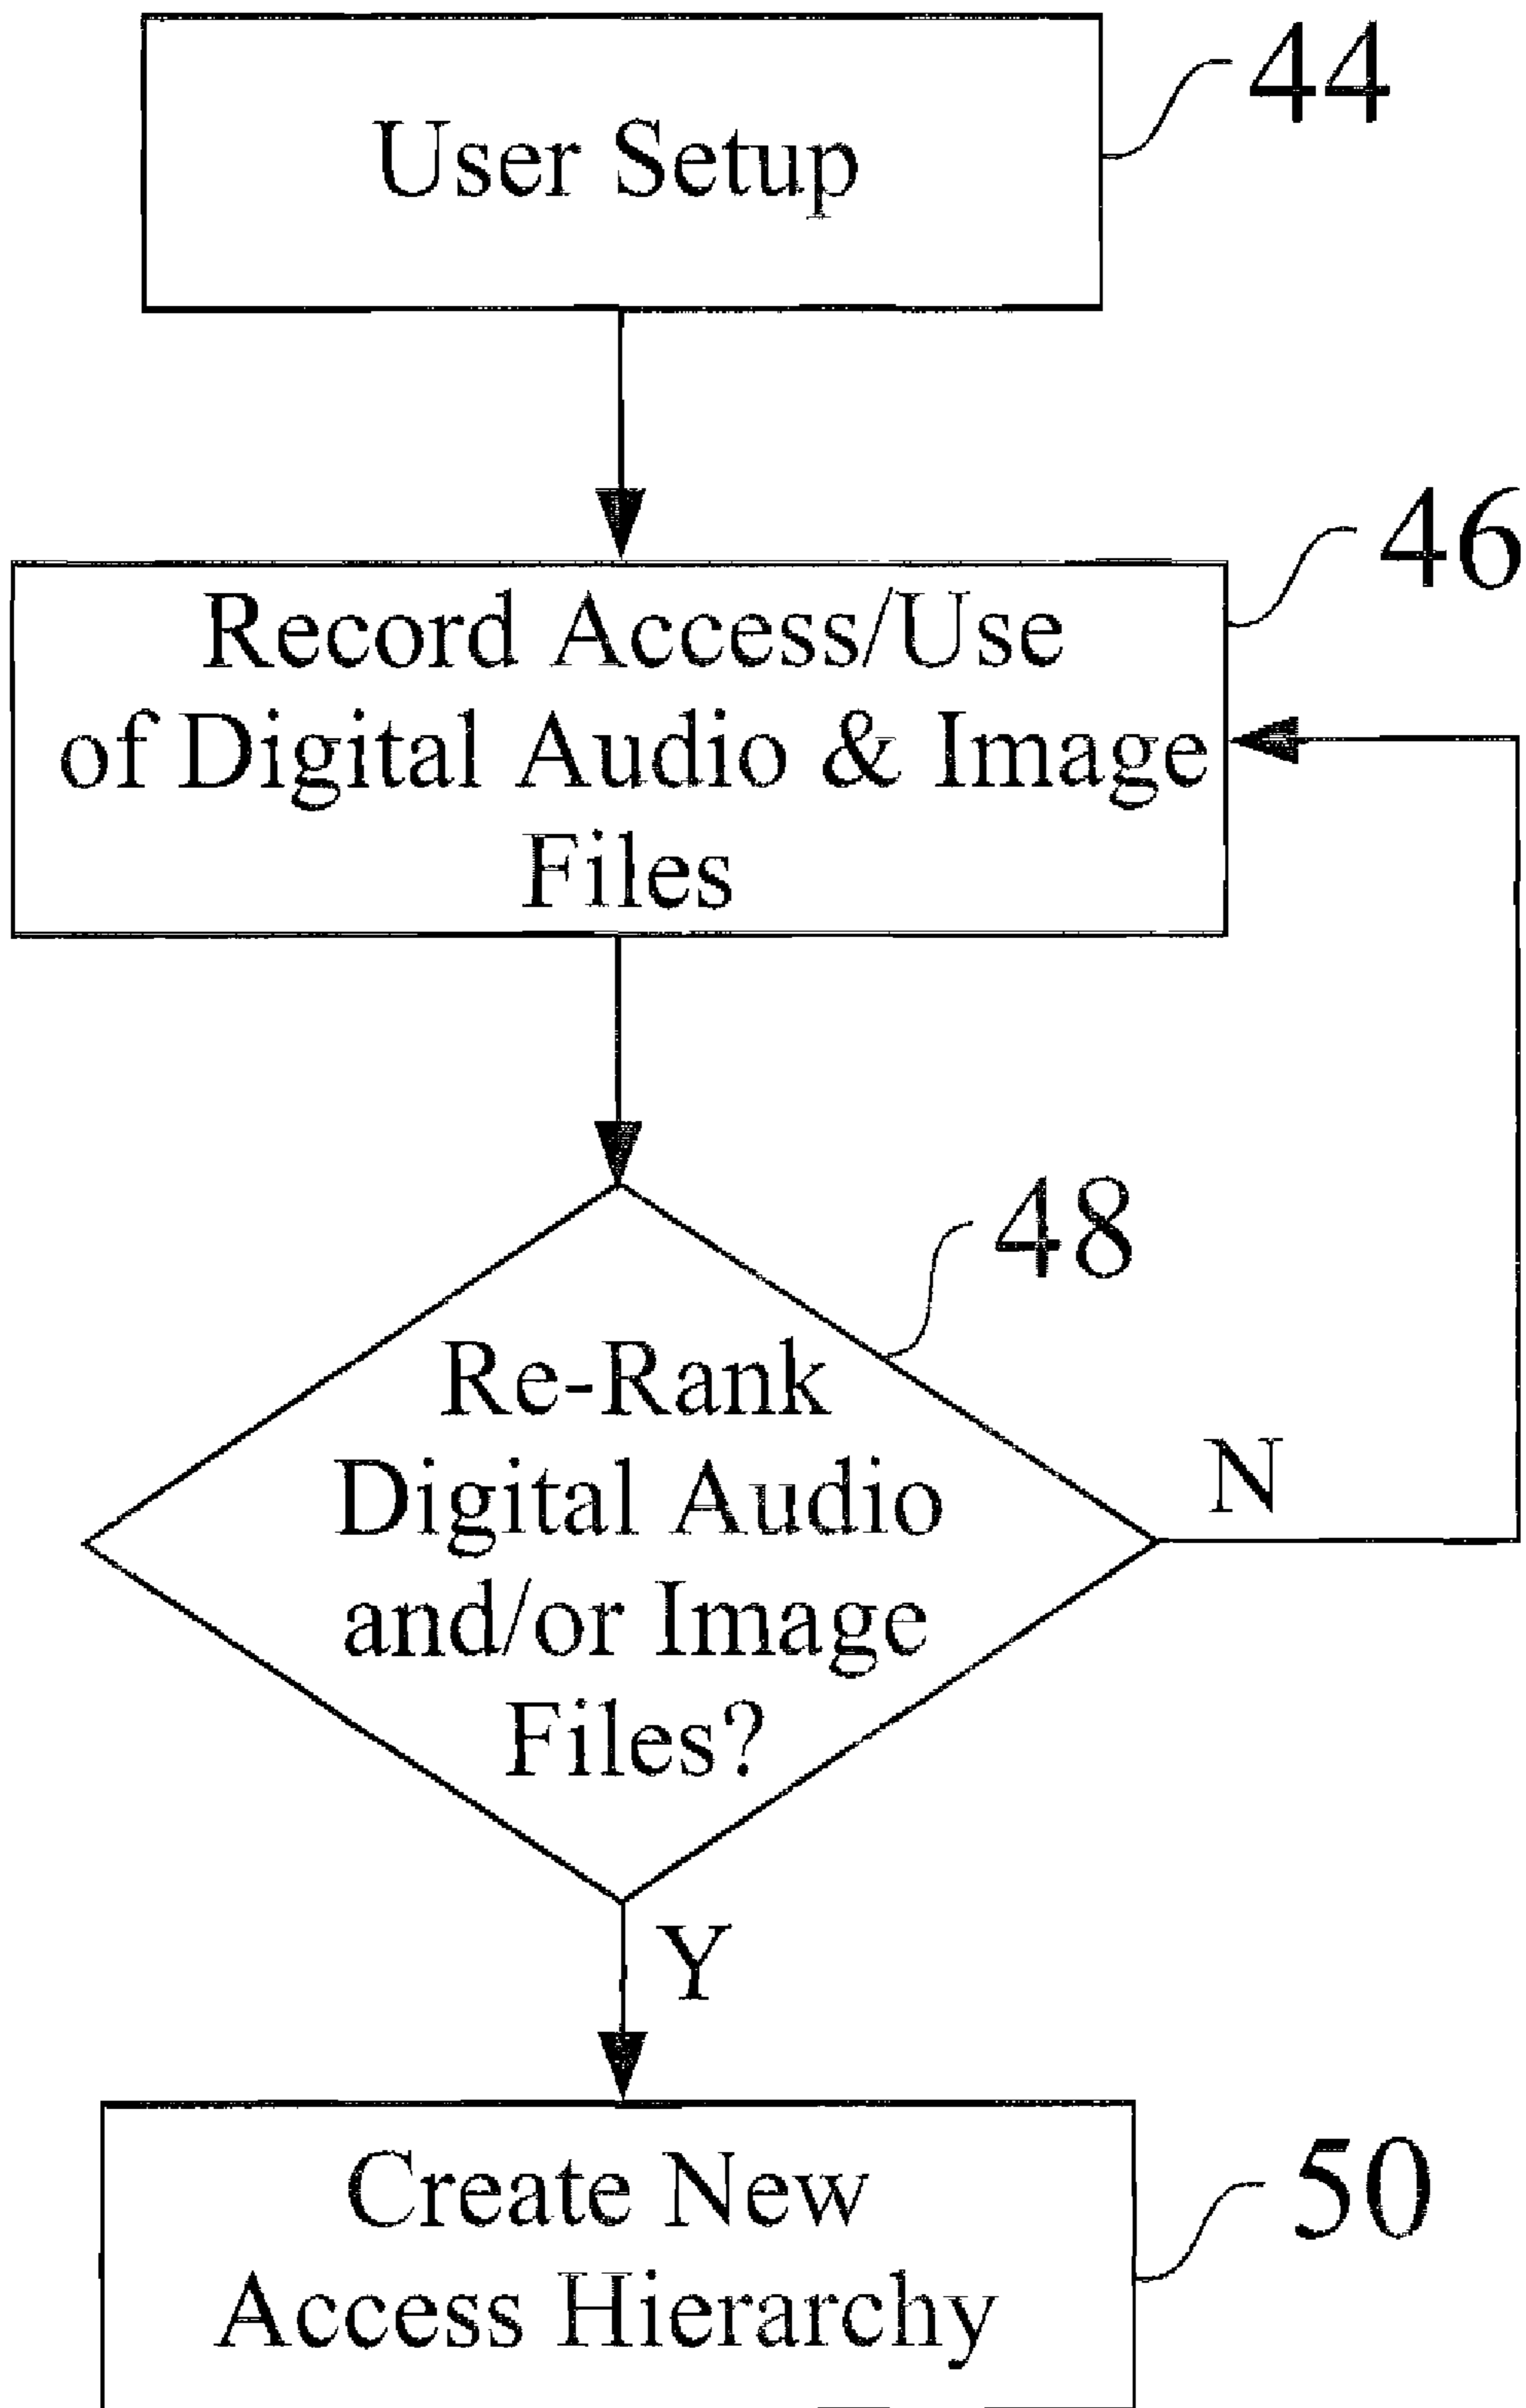 User Setup
44
Record Access/Use
of Digital Audio & Image
Files
46
48
Re-Rank
Digital Audio
and/or Image
Files?
N
Y
Create New
Access Hierarchy
50